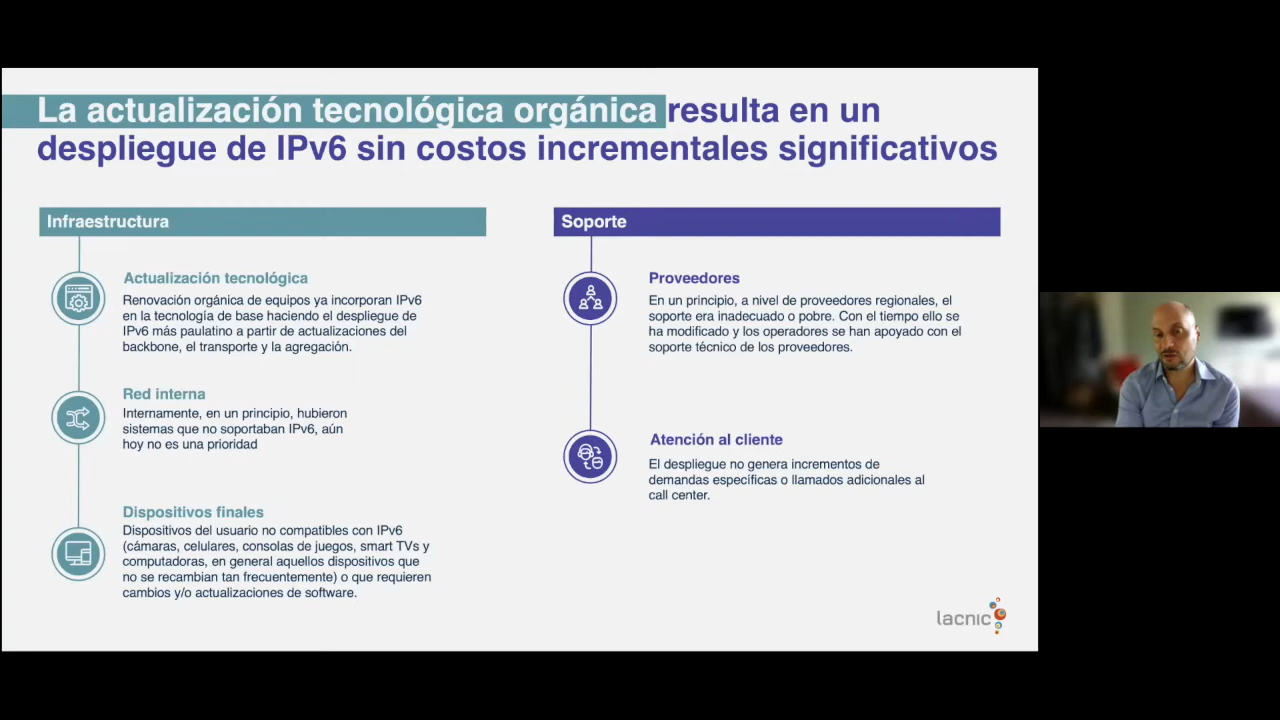 La actualización tecnológica orgánica resulta en un
despliegue de IPv6 sin costos incrementales significativos
Infraestructura
Actualización tecnológica
Renovación orgánica de equipos ya incorporan IPv6
en la tecnología de base haciendo el despliegue de
IPv6 más paulatino a partir de actualizaciones del
backbone, el transporte y la agregación.
Red interna
Internamente, en un principio, hubieron
sistemas que no soportaban IPv6, aún
hoy no es una prioridad
Dispositivos finales
Dispositivos del usuario no compatibles con IPv6
(cámaras, celulares, consolas de juegos, smart TVs y
computadoras, en general aquellos dispositivos que
no se recambian tan frecuentemente) o que requieren
cambios y/o actualizaciones de software.
Soporte
Proveedores
En un principio, a nivel de proveedores regionales, el
soporte era inadecuado o pobre. Con el tiempo ello se
ha modificado y los operadores se han apoyado con el
soporte técnico de los proveedores.
Atención al cliente
El despliegue no genera incrementos de
demandas específicas o llamados adicionales al
call center.
lacnic